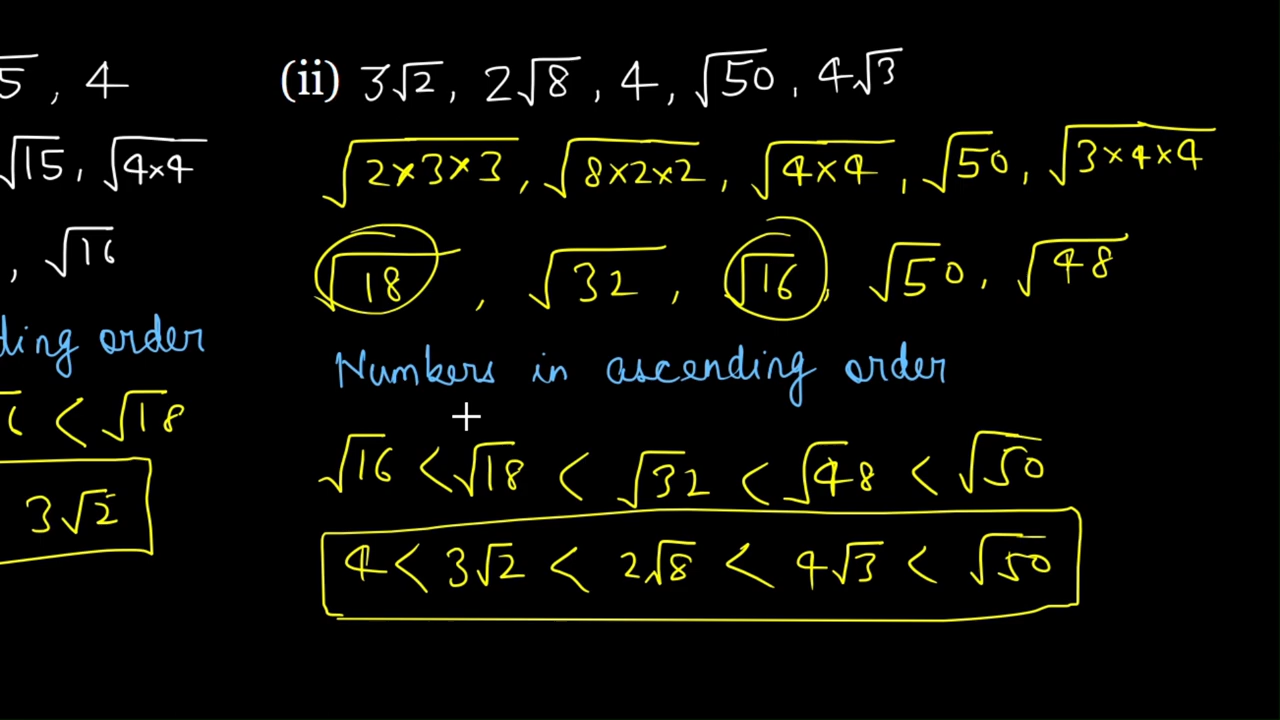 √5, 4
√15, √4×4
, √16
ding order
< √18
3√2
(ii) 3√2, 2√8, 4, √50, 4√3
√2×3×3, √8×2×2, √4×4, √50, √3×4×4
√18, √32, √16, √50, √48
Numbers in ascending order
√16 < √18 < √32 < √48 < √50
4 < 3√2 < 2√8 < 4√3 < √50